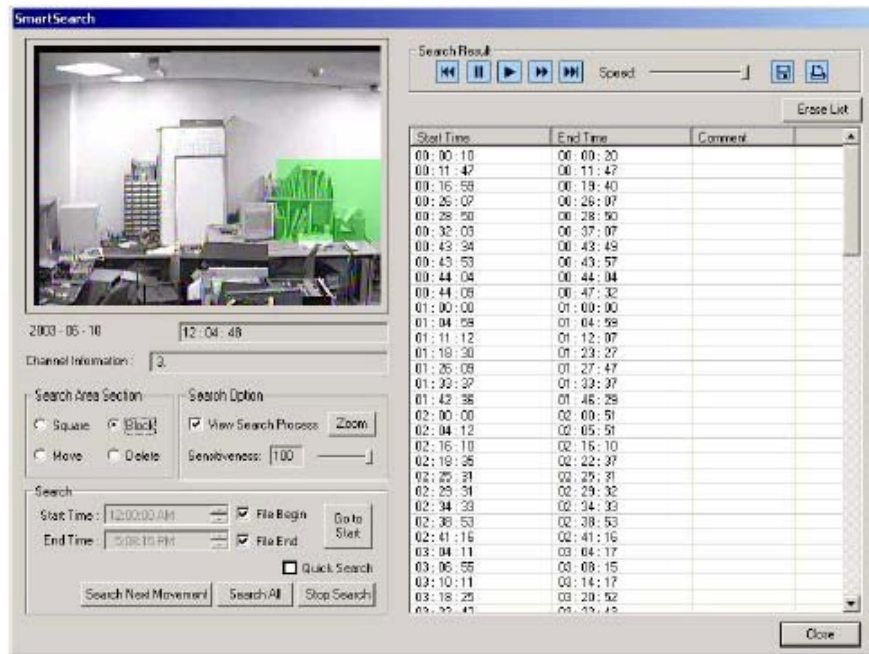 SmartSearch
2003 - 06 - 10
12 : 04 : 48
Channel Information :
3.
Search Area Section
Square
Block
Move
Delete
Search Option
View Search Process
Zoom
Sensitiveness:
100
Search
Start Time :
12:00:00 AM
File Begin
Go to
Start
End Time :
5:08:15 PM
File End
Quick Search
Search Next Movement
Search All
Stop Search
Search Result
Speed:
Erase List
Start Time End Time Comment
00 : 00 : 10 00 : 00 : 20
00 : 11 : 47 00 : 11 : 47
00 : 16 : 59 00 : 19 : 40
00 : 26 : 07 00 : 26 : 07
00 : 28 : 50 00 : 28 : 50
00 : 32 : 03 00 : 37 : 07
00 : 43 : 34 00 : 43 : 49
00 : 43 : 53 00 : 43 : 57
00 : 44 : 04 00 : 44 : 04
00 : 44 : 09 00 : 47 : 32
01 : 00 : 00 01 : 00 : 00
01 : 04 : 59 01 : 04 : 59
01 : 11 : 12 01 : 12 : 07
01 : 18 : 30 01 : 23 : 27
01 : 26 : 09 01 : 27 : 47
01 : 33 : 37 01 : 33 : 37
01 : 42 : 36 01 : 46 : 29
02 : 00 : 00 02 : 00 : 51
02 : 04 : 12 02 : 05 : 51
02 : 16 : 10 02 : 16 : 10
02 : 18 : 35 02 : 22 : 37
02 : 25 : 31 02 : 25 : 31
02 : 29 : 31 02 : 29 : 32
02 : 34 : 33 02 : 34 : 33
02 : 38 : 53 02 : 38 : 53
02 : 41 : 16 02 : 41 : 16
03 : 04 : 11 03 : 04 : 17
03 : 06 : 55 03 : 08 : 15
03 : 10 : 11 03 : 14 : 17
03 : 18 : 25 03 : 20 : 52
Close